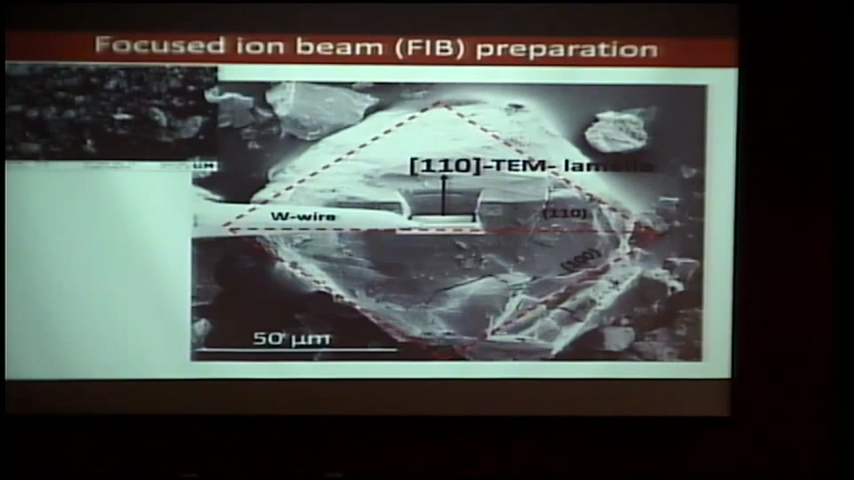 Focused ion beam (FIB) preparation
[110]-TEM- lamella
W-wire
(110)
(100)
50 µm